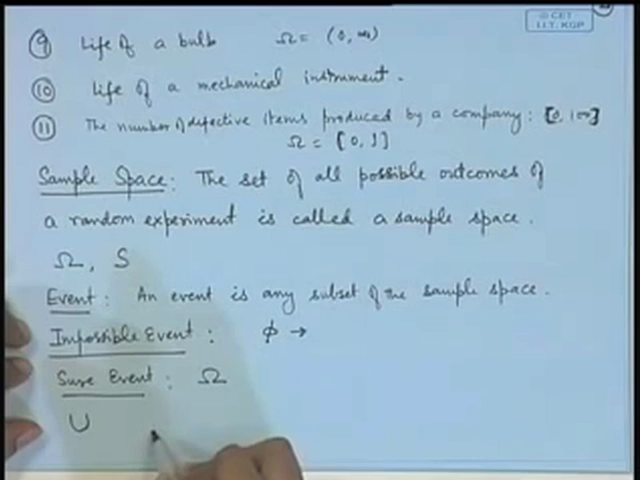 © CET
I.I.T. KGP
⑨ Life of a bulb Ω = (0, ∞)
⑩ Life of a mechanical instrument.
⑪ The number of defective items produced by a company: [0, 100]
Ω = [0, 1]
Sample Space: The set of all possible outcomes of
a random experiment is called a sample space.
Ω, S
Event: An event is any subset of the sample space.
Impossible Event: ϕ →
Sure Event: Ω
∪